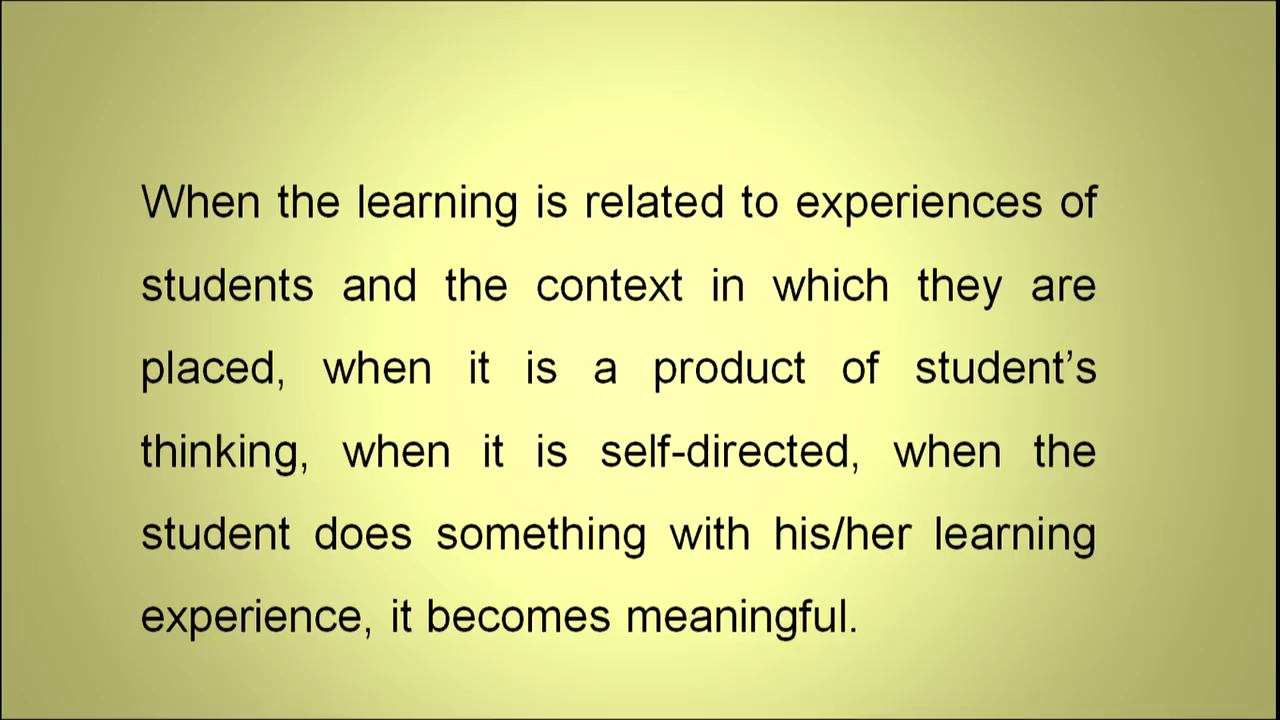 When the learning is related to experiences of
students and the context in which they are
placed, when it is a product of student’s
thinking, when it is self-directed, when the
student does something with his/her learning
experience, it becomes meaningful.